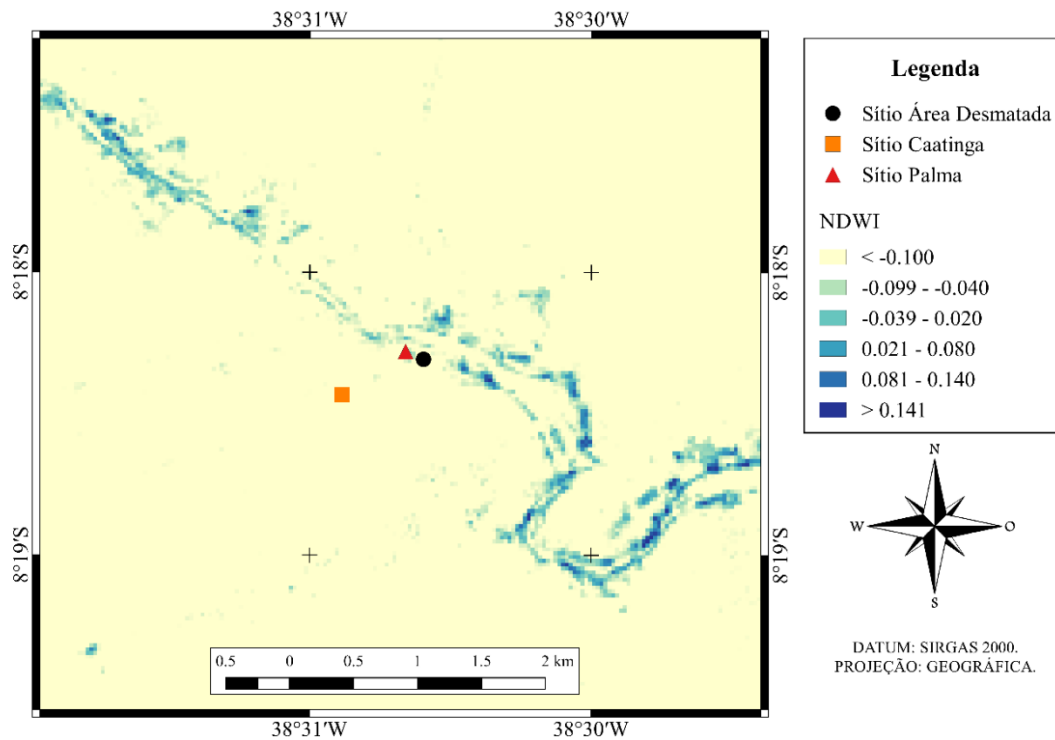 38°31'W 38°30'W
8°18'S 8°18'S
8°19'S 8°19'S
0.5 0 0.5 1 1.5 2 km
38°31'W 38°30'W
Legenda
Sítio Área Desmatada
Sítio Caatinga
Sítio Palma
NDWI
< -0.100
-0.099 - -0.040
-0.039 - 0.020
0.021 - 0.080
0.081 - 0.140
> 0.141
N
W O
S
DATUM: SIRGAS 2000.
PROJEÇÃO: GEOGRÁFICA.